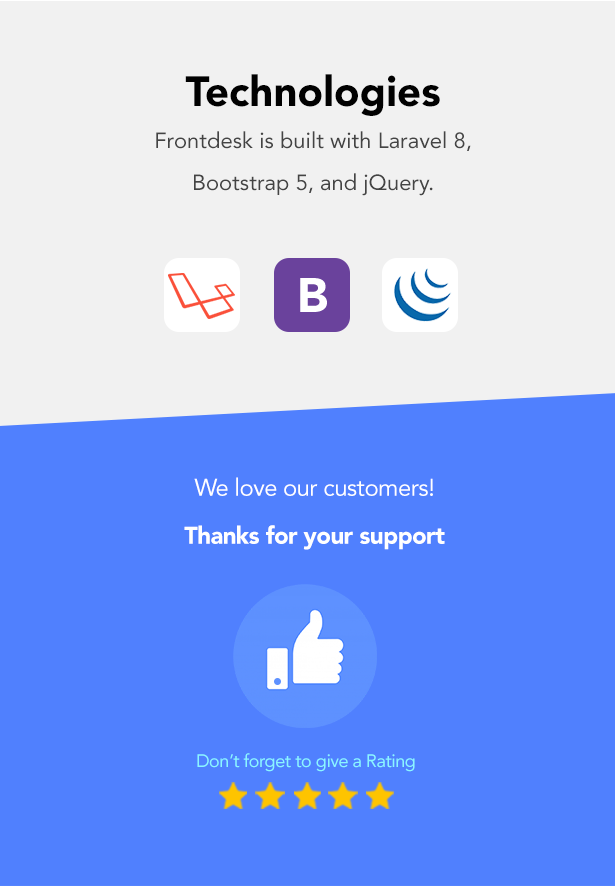 Technologies
Frontdesk is built with Laravel 8,
Bootstrap 5, and jQuery.
B
We love our customers!
Thanks for your support
Don't forget to give a Rating